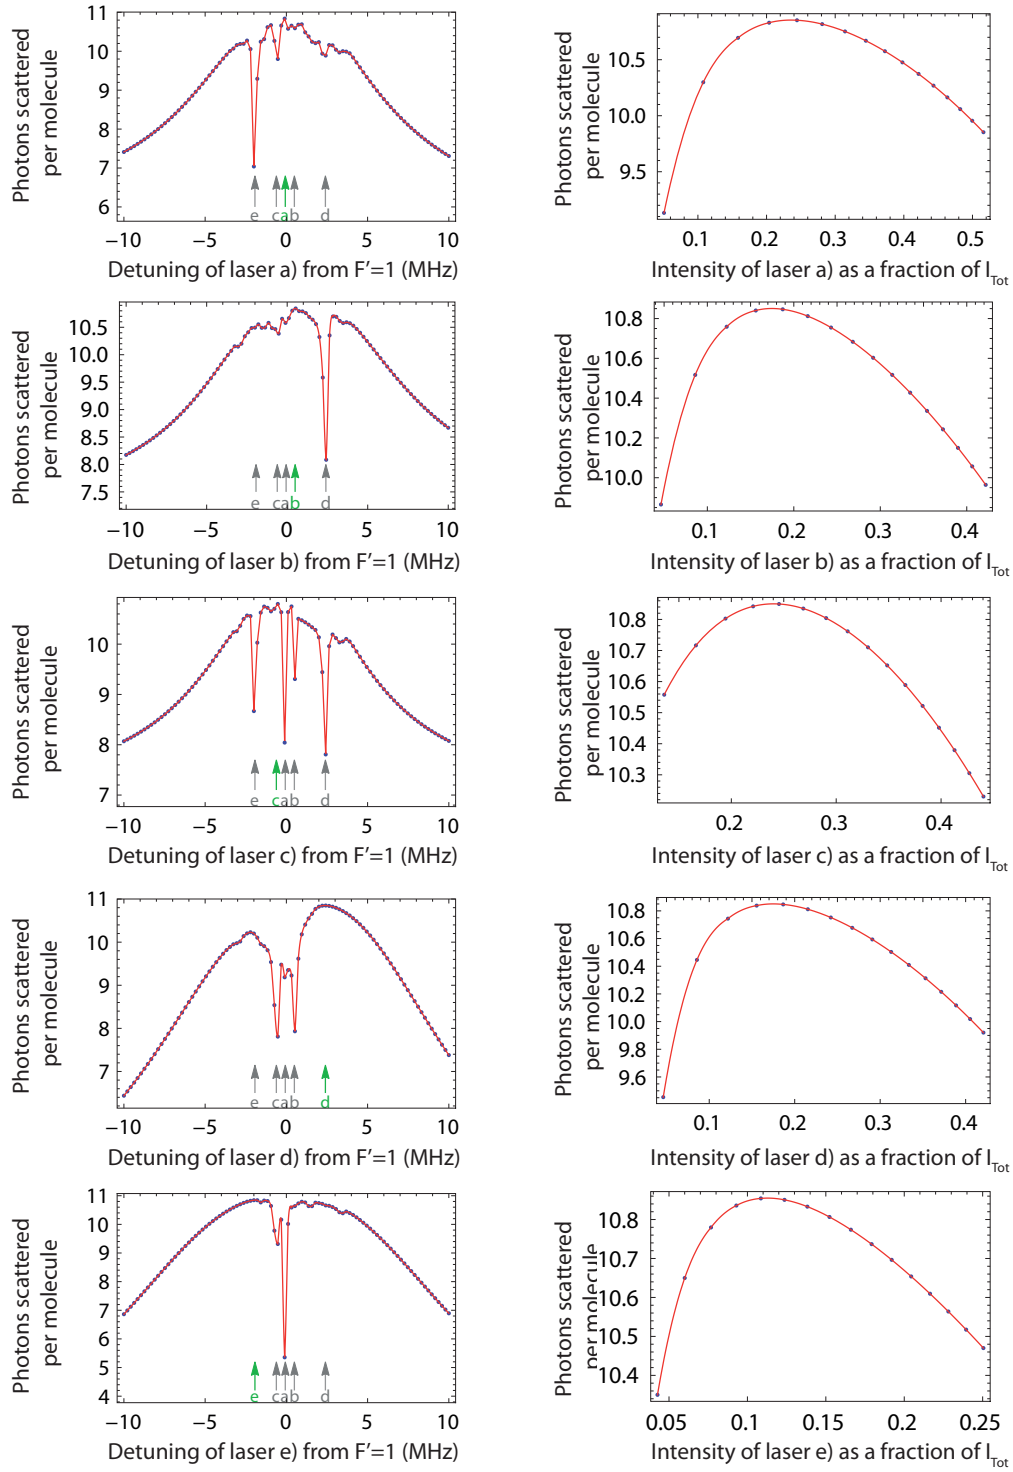 Photons scattered
per molecule
11
10
9
8
7
6
e
c
a
b
d
−10
−5
0
5
10
Detuning of laser a) from F'=1 (MHz)
Photons scattered
per molecule
10.5
10.0
9.5
0.1
0.2
0.3
0.4
0.5
Intensity of laser a) as a fraction of I_Tot
Photons scattered
per molecule
10.5
10.0
9.5
9.0
8.5
8.0
7.5
e
c
a
b
d
−10
−5
0
5
10
Detuning of laser b) from F'=1 (MHz)
Photons scattered
per molecule
10.8
10.6
10.4
10.2
10.0
0.1
0.2
0.3
0.4
Intensity of laser b) as a fraction of I_Tot
Photons scattered
per molecule
10
9
8
7
e
c
a
b
d
−10
−5
0
5
10
Detuning of laser c) from F'=1 (MHz)
Photons scattered
per molecule
10.8
10.7
10.6
10.5
10.4
10.3
0.2
0.3
0.4
Intensity of laser c) as a fraction of I_Tot
Photons scattered
per molecule
11
10
9
8
7
e
c
a
b
d
−10
−5
0
5
10
Detuning of laser d) from F'=1 (MHz)
Photons scattered
per molecule
10.8
10.6
10.4
10.2
10.0
9.8
9.6
0.1
0.2
0.3
0.4
Intensity of laser d) as a fraction of I_Tot
Photons scattered
per molecule
11
10
9
8
7
6
5
4
e
c
a
b
d
−10
−5
0
5
10
Detuning of laser e) from F'=1 (MHz)
Photons scattered
per molecule
10.8
10.7
10.6
10.5
10.4
0.05
0.1
0.15
0.2
0.25
Intensity of laser e) as a fraction of I_Tot